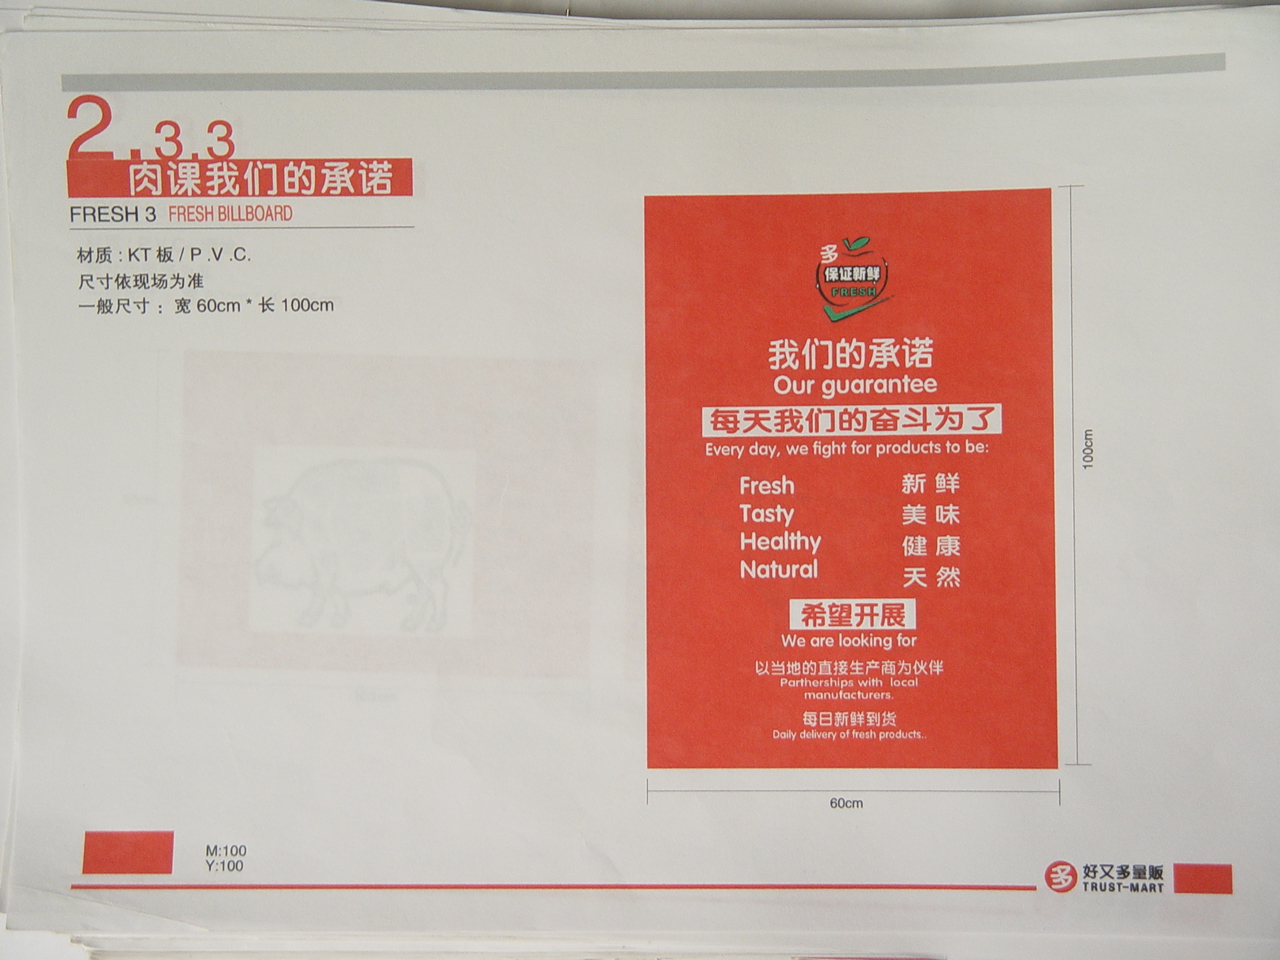 2.3.3
肉课我们的承诺
FRESH 3 FRESH BILLBOARD
材质 : KT 板 / P .V .C.
尺寸依现场为准
一般尺寸 ： 宽 60cm * 长 100cm
多
保证新鲜
FRESH
我们的承诺
Our guarantee
每天我们的奋斗为了
Every day, we fight for products to be:
Fresh 新鲜
Tasty 美味
Healthy 健康
Natural 天然
希望开展
We are looking for
以当地的直接生产商为伙伴
Partherships with local
manufacturers.
每日新鲜到货
Daily delivery of fresh products..
100cm
60cm
M:100
Y:100
多 好又多量贩
TRUST-MART